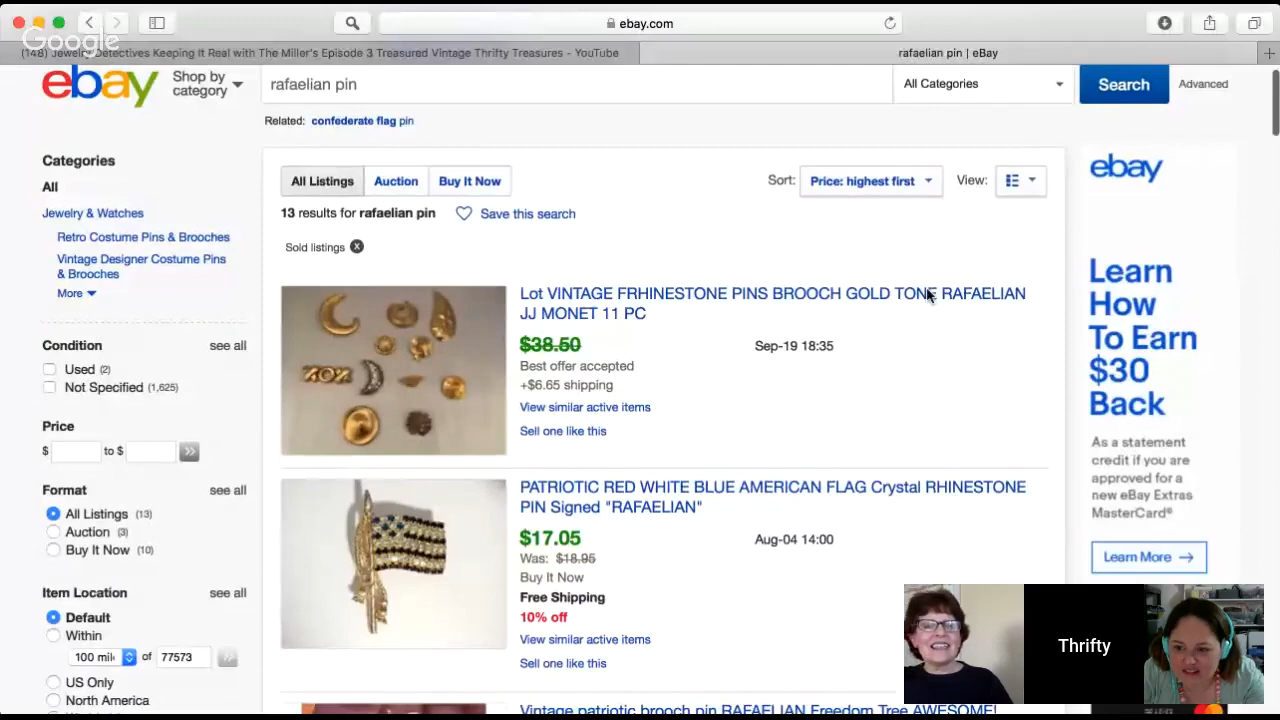 ebay.com
Google
(148) Jewelry Detectives Keeping It Real with The Miller's Episode 3 Treasured Vintage Thrifty Treasures - YouTube
rafaelian pin | eBay
ebay
Shop by
category
rafaelian pin
All Categories
Search
Advanced
Related: confederate flag pin
Categories
All
Jewelry & Watches
Retro Costume Pins & Brooches
Vintage Designer Costume Pins
& Brooches
More
Condition
see all
Used (2)
Not Specified (1,625)
Price
$ to $
Format
see all
All Listings (13)
Auction (3)
Buy It Now (10)
Item Location
see all
Default
Within
100 mil
of
77573
US Only
North America
All Listings
Auction
Buy It Now
Sort:
Price: highest first
View:
13 results for rafaelian pin
Save this search
Sold listings
Lot VINTAGE FRHINESTONE PINS BROOCH GOLD TONE RAFAELIAN
JJ MONET 11 PC
$38.50
Sep-19 18:35
Best offer accepted
+$6.65 shipping
View similar active items
Sell one like this
PATRIOTIC RED WHITE BLUE AMERICAN FLAG Crystal RHINESTONE
PIN Signed "RAFAELIAN"
$17.05
Aug-04 14:00
Was: $18.95
Buy It Now
Free Shipping
10% off
View similar active items
Sell one like this
Vintage patriotic brooch pin RAFAELIAN Freedom Tree AWESOME!
ebay
Learn
How
To Earn
$30
Back
As a statement
credit if you are
approved for a
new eBay Extras
MasterCard®
Learn More
Thrifty